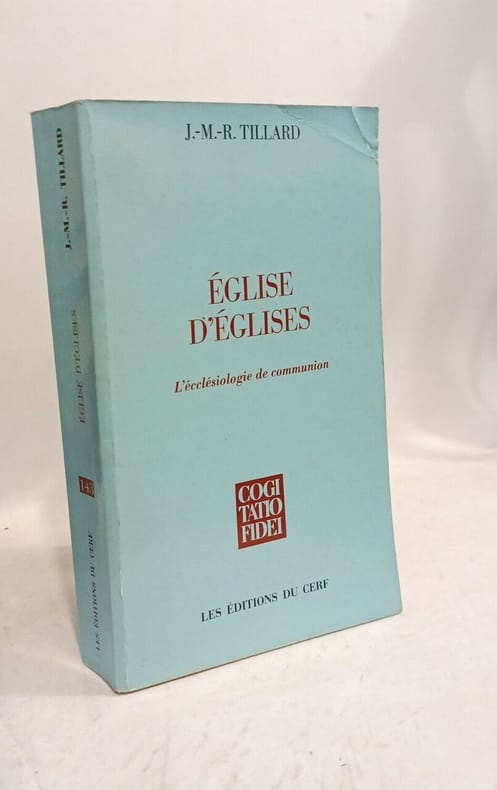 J.-M.-R. TILLARD
ÉGLISE
D'ÉGLISES
L'écclésiologie de communion
COGI
TATIO
FIDEI
LES ÉDITIONS DU CERF
J.-M.-R. TILLARD
ÉGLISE D'ÉGLISES
143
LES ÉDITIONS DU CERF